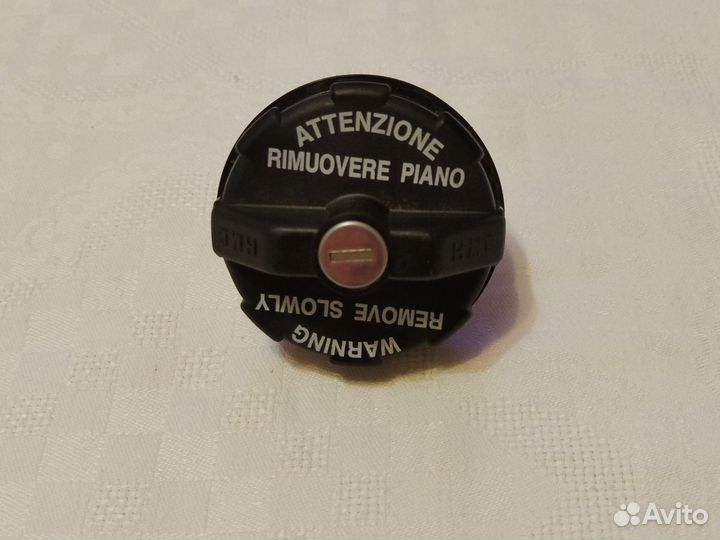 ATTENZIONE
RIMUOVERE PIANO
WARNING
REMOVE SLOWLY
Avito